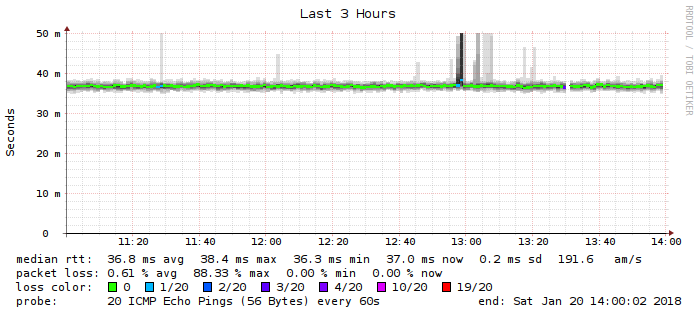 Last 3 Hours
RRDTOOL / TOBI OETIKER
Seconds
50 m
40 m
30 m
20 m
10 m
0
11:20 11:40 12:00 12:20 12:40 13:00 13:20 13:40 14:00
median rtt: 36.8 ms avg 38.4 ms max 36.3 ms min 37.0 ms now 0.2 ms sd 191.6 am/s
packet loss: 0.61 % avg 88.33 % max 0.00 % min 0.00 % now
loss color: 0 1/20 2/20 3/20 4/20 10/20 19/20
probe: 20 ICMP Echo Pings (56 Bytes) every 60s end: Sat Jan 20 14:00:02 2018